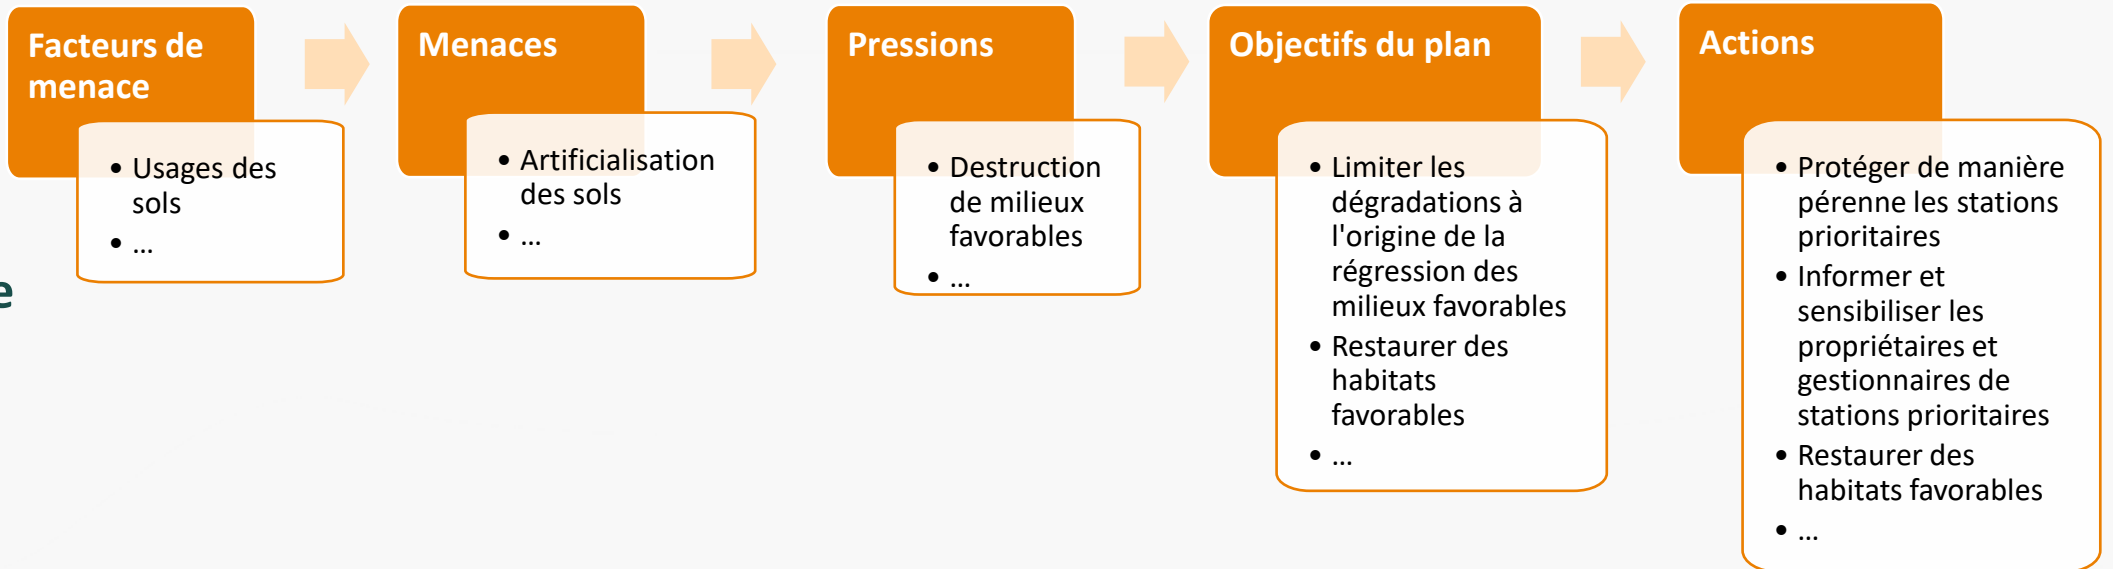 Facteurs de
menace
• Usages des
sols
• ...
e
Menaces
• Artificialisation
des sols
• ...
Pressions
• Destruction
de milieux
favorables
• ...
Objectifs du plan
• Limiter les
dégradations à
l'origine de la
régression des
milieux favorables
• Restaurer des
habitats
favorables
• ...
Actions
• Protéger de manière
pérenne les stations
prioritaires
• Informer et
sensibiliser les
propriétaires et
gestionnaires de
stations prioritaires
• Restaurer des
habitats favorables
• ...